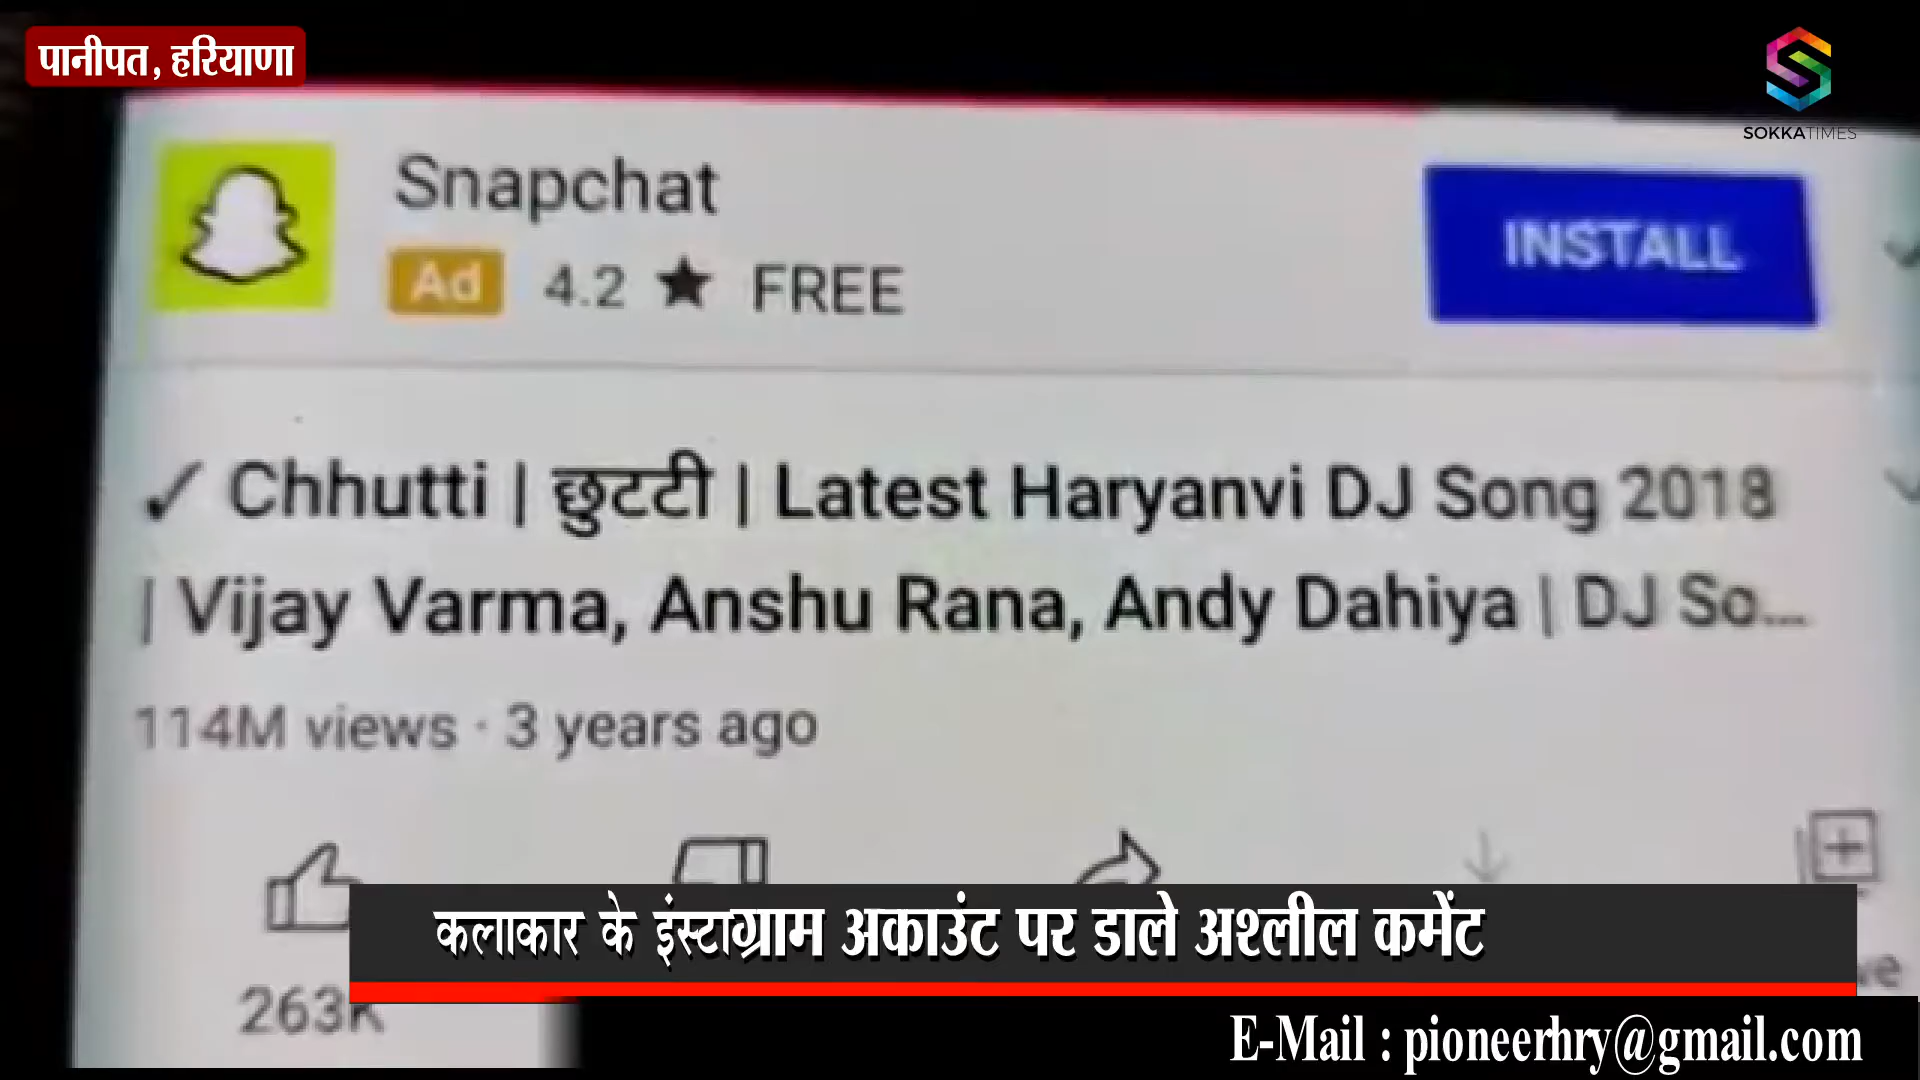 पानीपत, हरियाणा
SOKKATIMES
Snapchat
Ad 4.2 ★ FREE
INSTALL
✓ Chhutti | छुटटी | Latest Haryanvi DJ Song 2018
| Vijay Varma, Anshu Rana, Andy Dahiya | DJ So...
114M views · 3 years ago
263K
कलाकार के इंस्टाग्राम अकाउंट पर डाले अश्लील कमेंट
E-Mail : pioneerhry@gmail.com